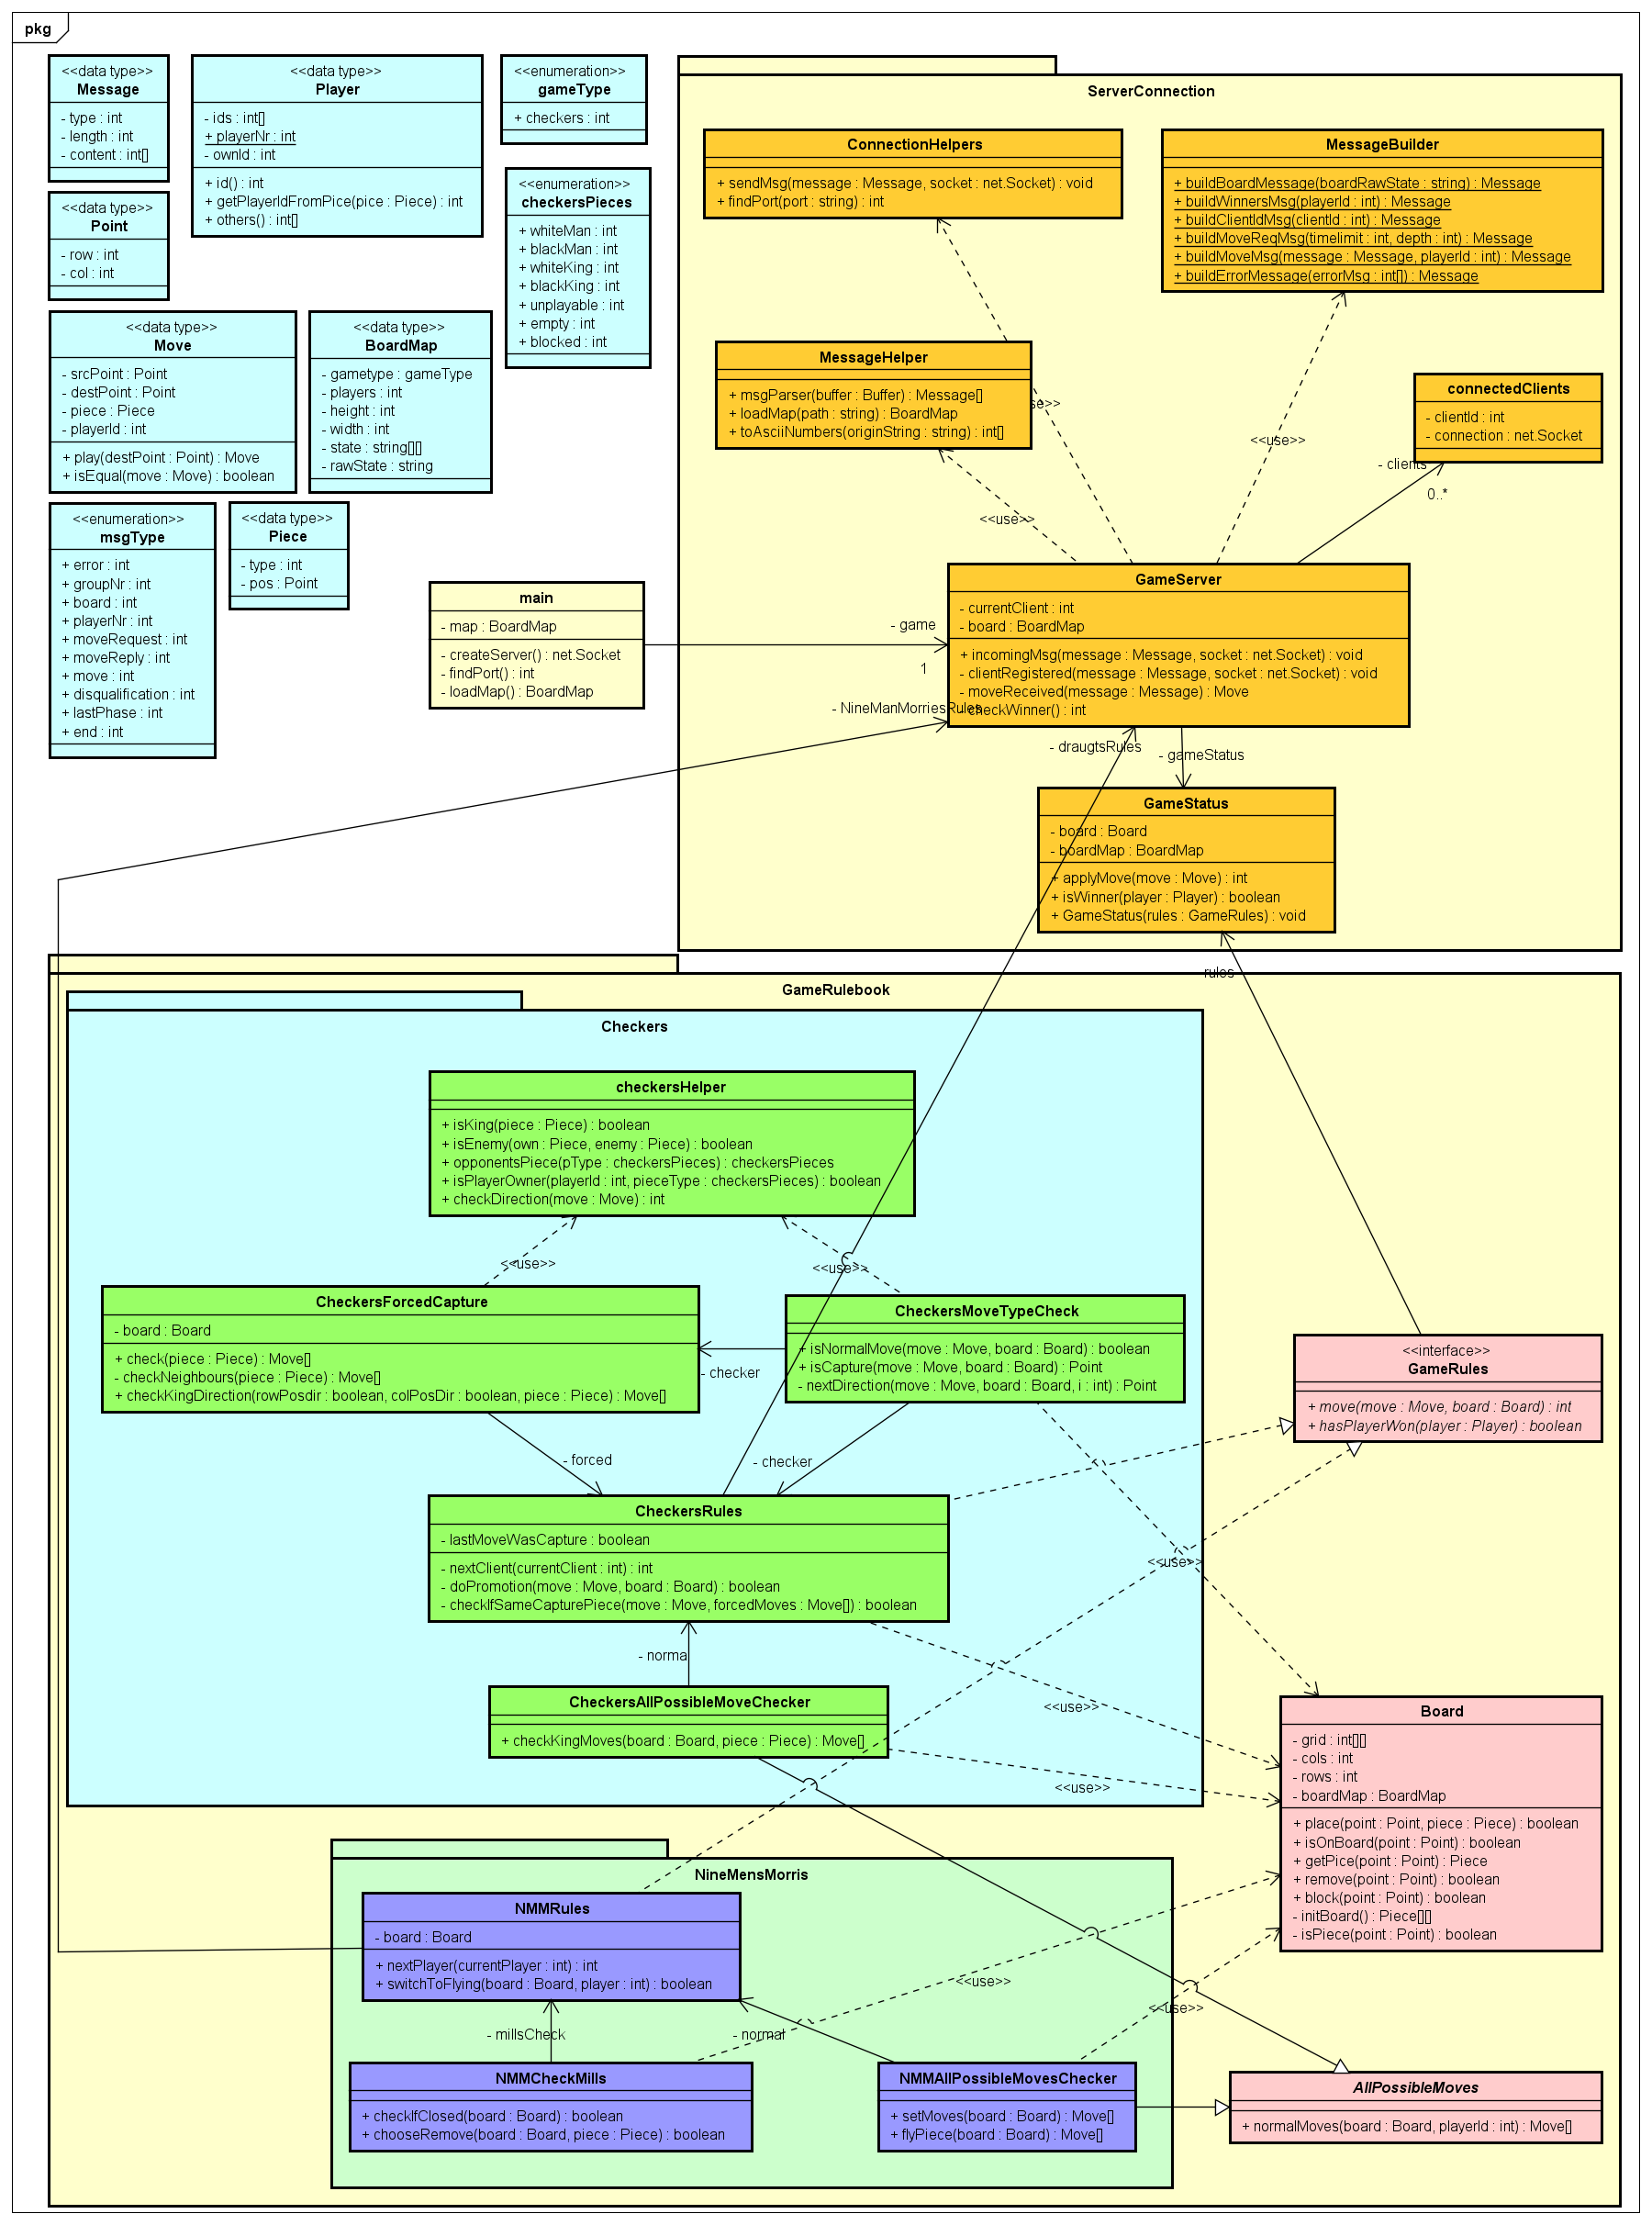 pkg
<<data type>>
Message
- type : int
- length : int
- content : int[]
<<data type>>
Player
- ids : int[]
+ playerNr : int
- ownId : int
+ id() : int
+ getPlayerIdFromPice(pice : Piece) : int
+ others() : int[]
<<enumeration>>
gameType
+ checkers : int
<<data type>>
Point
- row : int
- col : int
<<enumeration>>
checkersPieces
+ whiteMan : int
+ blackMan : int
+ whiteKing : int
+ blackKing : int
+ unplayable : int
+ empty : int
+ blocked : int
<<data type>>
Move
- srcPoint : Point
- destPoint : Point
- piece : Piece
- playerId : int
+ play(destPoint : Point) : Move
+ isEqual(move : Move) : boolean
<<data type>>
BoardMap
- gametype : gameType
- players : int
- height : int
- width : int
- state : string[][]
- rawState : string
<<enumeration>>
msgType
+ error : int
+ groupNr : int
+ board : int
+ playerNr : int
+ moveRequest : int
+ moveReply : int
+ move : int
+ disqualification : int
+ lastPhase : int
+ end : int
<<data type>>
Piece
- type : int
- pos : Point
main
- map : BoardMap
- createServer() : net.Socket
- findPort() : int
- loadMap() : BoardMap
ServerConnection
ConnectionHelpers
+ sendMsg(message : Message, socket : net.Socket) : void
+ findPort(port : string) : int
MessageBuilder
+ buildBoardMessage(boardRawState : string) : Message
+ buildWinnersMsg(playerId : int) : Message
+ buildClientIdMsg(clientId : int) : Message
+ buildMoveReqMsg(timelimit : int, depth : int) : Message
+ buildMoveMsg(message : Message, playerId : int) : Message
+ buildErrorMessage(errorMsg : int[]) : Message
MessageHelper
+ msgParser(buffer : Buffer) : Message[]
+ loadMap(path : string) : BoardMap
+ toAsciiNumbers(originString : string) : int[]
se>>
<<use>>
connectedClients
- clientId : int
- connection : net.Socket
- clients
0..*
<<use>>
GameServer
- currentClient : int
- board : BoardMap
+ incomingMsg(message : Message, socket : net.Socket) : void
- clientRegistered(message : Message, socket : net.Socket) : void
- moveReceived(message : Message) : Move
- checkWinner() : int
- game
1
- NineManMorriesRules
- draugtsRules
- gameStatus
GameStatus
- board : Board
- boardMap : BoardMap
+ applyMove(move : Move) : int
+ isWinner(player : Player) : boolean
+ GameStatus(rules : GameRules) : void
rules
GameRulebook
Checkers
checkersHelper
+ isKing(piece : Piece) : boolean
+ isEnemy(own : Piece, enemy : Piece) : boolean
+ opponentsPiece(pType : checkersPieces) : checkersPieces
+ isPlayerOwner(playerId : int, pieceType : checkersPieces) : boolean
+ checkDirection(move : Move) : int
<<use>>
<<use>>
CheckersForcedCapture
- board : Board
+ check(piece : Piece) : Move[]
- checkNeighbours(piece : Piece) : Move[]
+ checkKingDirection(rowPosdir : boolean, colPosDir : boolean, piece : Piece) : Move[]
- checker
CheckersMoveTypeCheck
+ isNormalMove(move : Move, board : Board) : boolean
+ isCapture(move : Move, board : Board) : Point
- nextDirection(move : Move, board : Board, i : int) : Point
<<interface>>
GameRules
+ move(move : Move, board : Board) : int
+ hasPlayerWon(player : Player) : boolean
- forced
- checker
CheckersRules
- lastMoveWasCapture : boolean
- nextClient(currentClient : int) : int
- doPromotion(move : Move, board : Board) : boolean
- checkIfSameCapturePiece(move : Move, forcedMoves : Move[]) : boolean
<<use>>
- norma
CheckersAllPossibleMoveChecker
+ checkKingMoves(board : Board, piece : Piece) : Move[]
<<use>>
<<use>>
Board
- grid : int[][]
- cols : int
- rows : int
- boardMap : BoardMap
+ place(point : Point, piece : Piece) : boolean
+ isOnBoard(point : Point) : boolean
+ getPice(point : Point) : Piece
+ remove(point : Point) : boolean
+ block(point : Point) : boolean
- initBoard() : Piece[][]
- isPiece(point : Point) : boolean
NineMensMorris
NMMRules
- board : Board
+ nextPlayer(currentPlayer : int) : int
+ switchToFlying(board : Board, player : int) : boolean
<<use>>
<<use>>
- millsCheck
- normal
NMMCheckMills
+ checkIfClosed(board : Board) : boolean
+ chooseRemove(board : Board, piece : Piece) : boolean
NMMAllPossibleMovesChecker
+ setMoves(board : Board) : Move[]
+ flyPiece(board : Board) : Move[]
AllPossibleMoves
+ normalMoves(board : Board, playerId : int) : Move[]